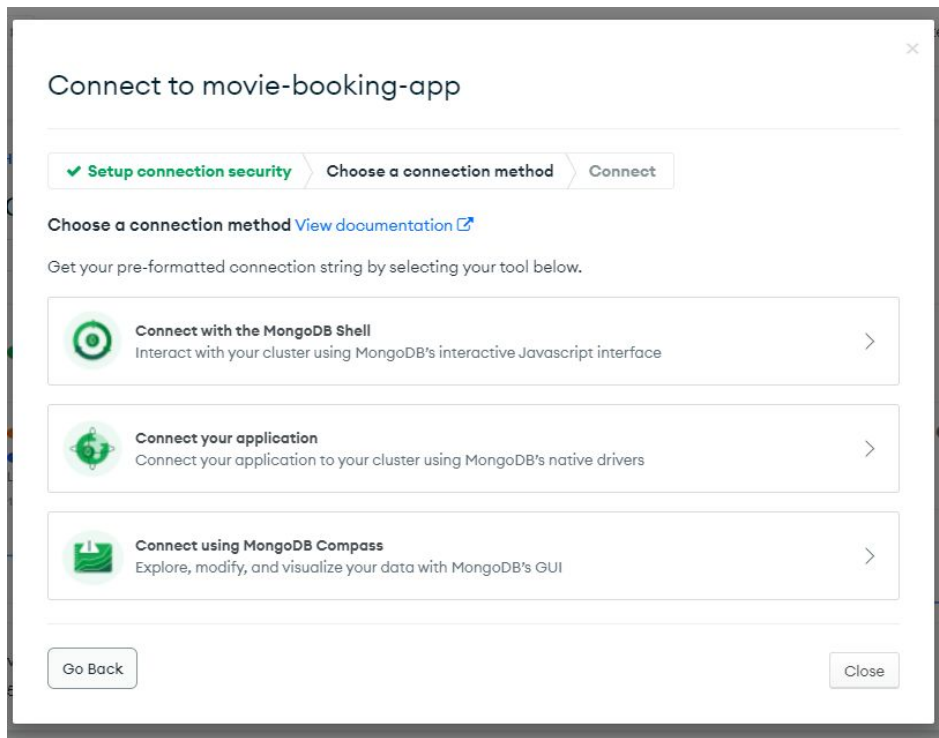 Connect to movie-booking-app
Setup connection security
Choose a connection method
Connect
Choose a connection method View documentation
Get your pre-formatted connection string by selecting your tool below.
Connect with the MongoDB Shell
Interact with your cluster using MongoDB's interactive Javascript interface
Connect your application
Connect your application to your cluster using MongoDB's native drivers
Connect using MongoDB Compass
Explore, modify, and visualize your data with MongoDB's GUI
Go Back
Close